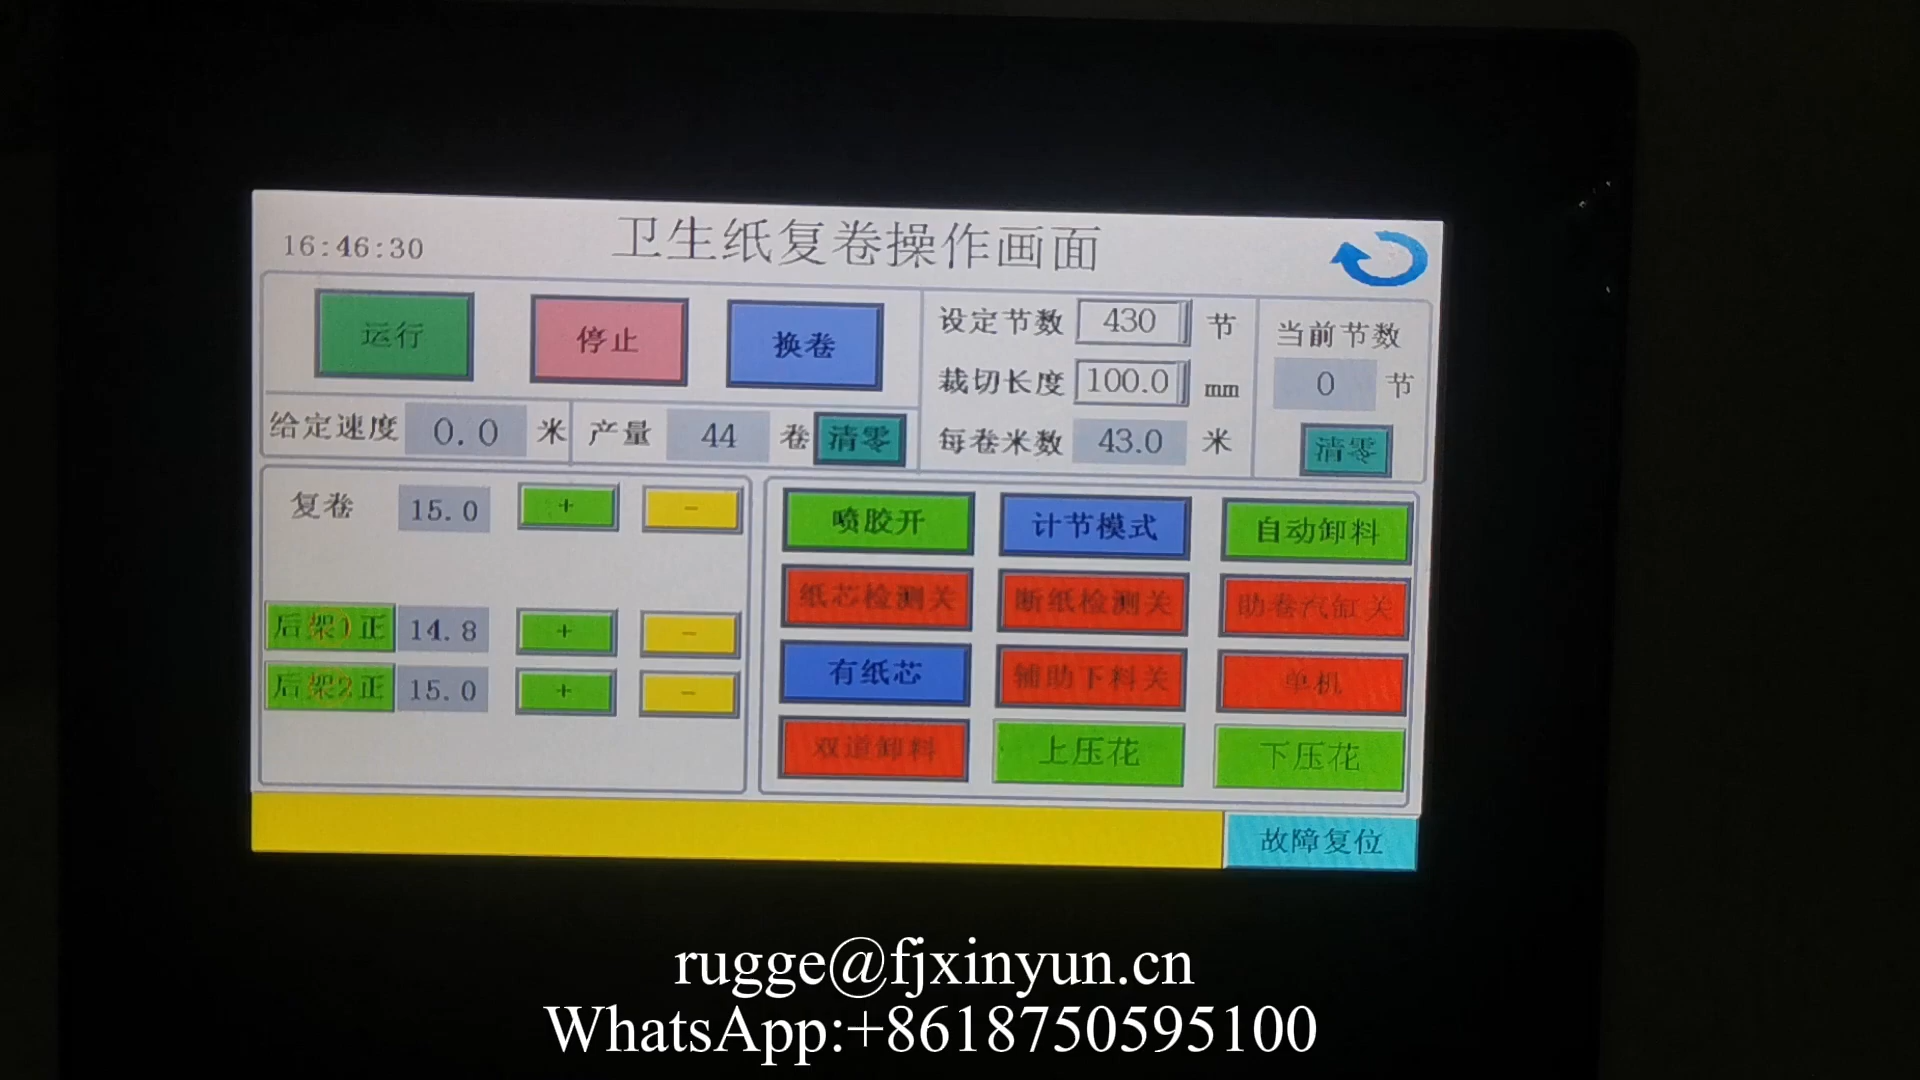 16:46:30
卫生纸复卷操作画面
运行
停止
换卷
设定节数 430 节
裁切长度 100.0 mm
每卷米数 43.0 米
当前节数
0 节
清零
给定速度 0.0 米
产量 44 卷 清零
复卷 15.0 + -
后架1正 14.8 + -
后架2正 15.0 + -
喷胶开 计节模式 自动卸料
纸芯检测关 断纸检测关 助卷汽缸关
有纸芯 辅助下料关 单机
双道卸料 上压花 下压花
故障复位
rugge@fjxinyun.cn
WhatsApp:+8618750595100